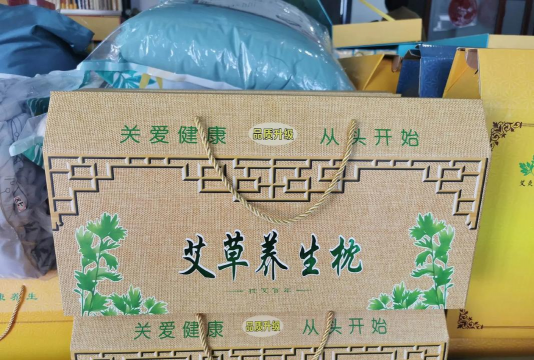 关爱健康 品质升级 从头开始
艾草养生枕
关爱健康 品质升级 从头开始